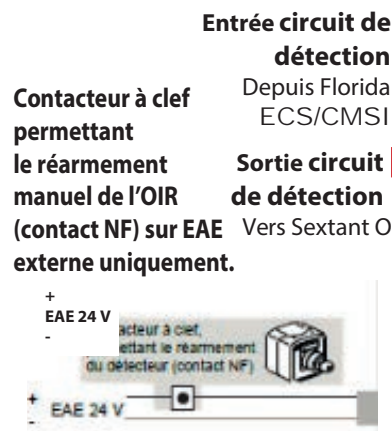 Entrée circuit de
détection
Depuis Florida
ECS/CMSI
Contacteur à clef
permettant
le réarmement
manuel de l'OIR
(contact NF) sur EAE
externe uniquement.
Sortie circuit
de détection
Vers Sextant O
+
EAE 24 V
-
acteur à clef,
ettant le réarmement
du détecteur (contact NF)
+
EAE 24 V
-